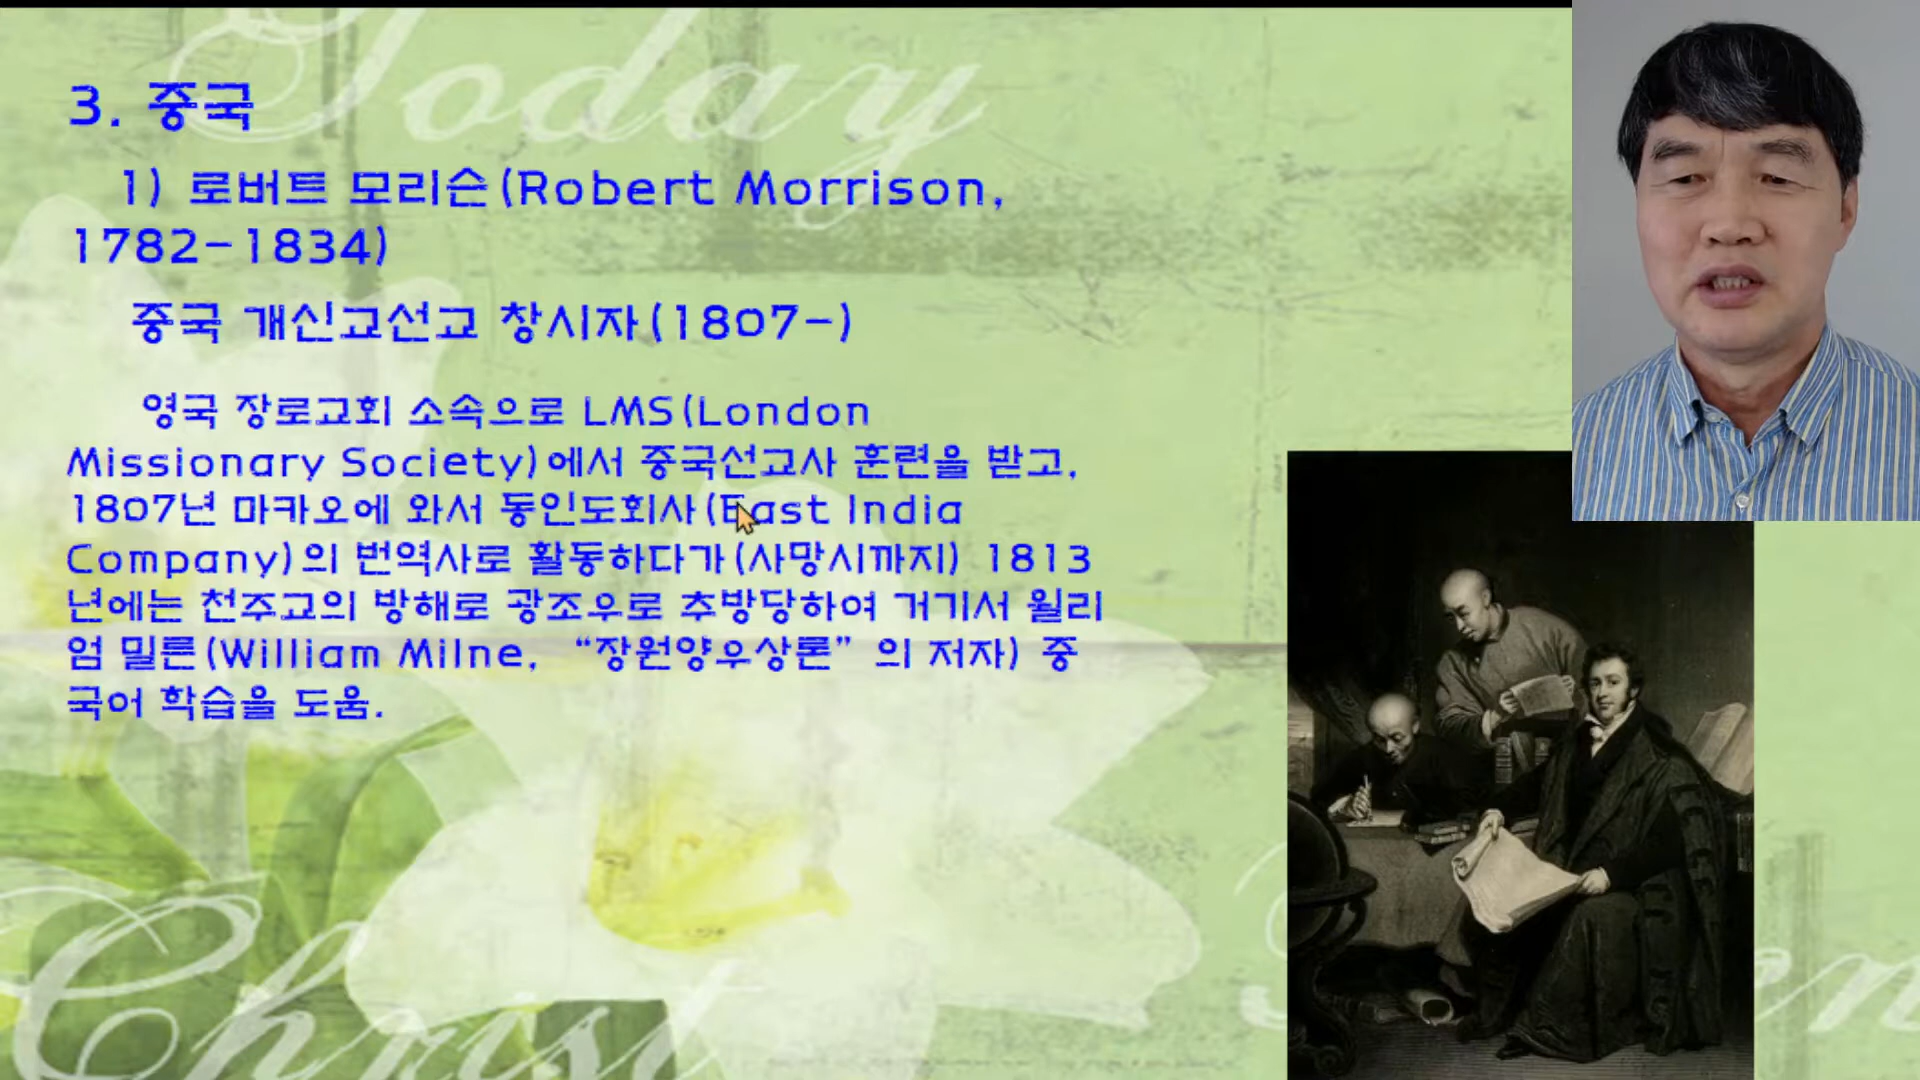 Today
3. 중국
1) 로버트 모리슨(Robert Morrison,
1782-1834)
중국 개신교선교 창시자(1807-)
영국 장로교회 소속으로 LMS(London
Missionary Society)에서 중국선교사 훈련을 받고,
1807년 마카오에 와서 동인도회사(East India
Company)의 번역사로 활동하다가(사망시까지) 1813
년에는 천주교의 방해로 광조우로 추방당하여 거기서 윌리
엄 밀른(William Milne, “장원양우상론”의 저자) 중
국어 학습을 도움.
Christ